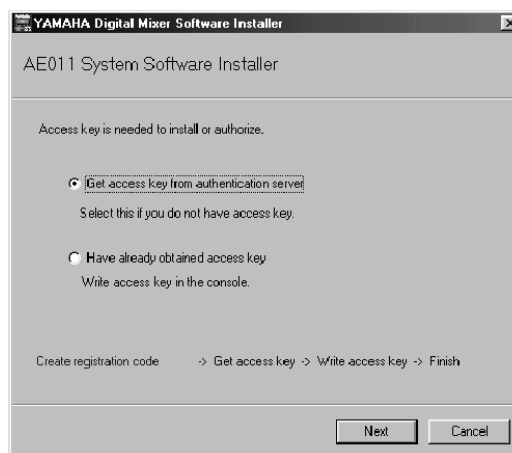 YAMAHA Digital Mixer Software Installer
AE011 System Software Installer
Access key is needed to install or authorize.
Get access key from authentication server
Select this if you do not have access key.
Have already obtained access key
Write access key in the console.
Create registration code -> Get access key -> Write access key -> Finish
Next Cancel